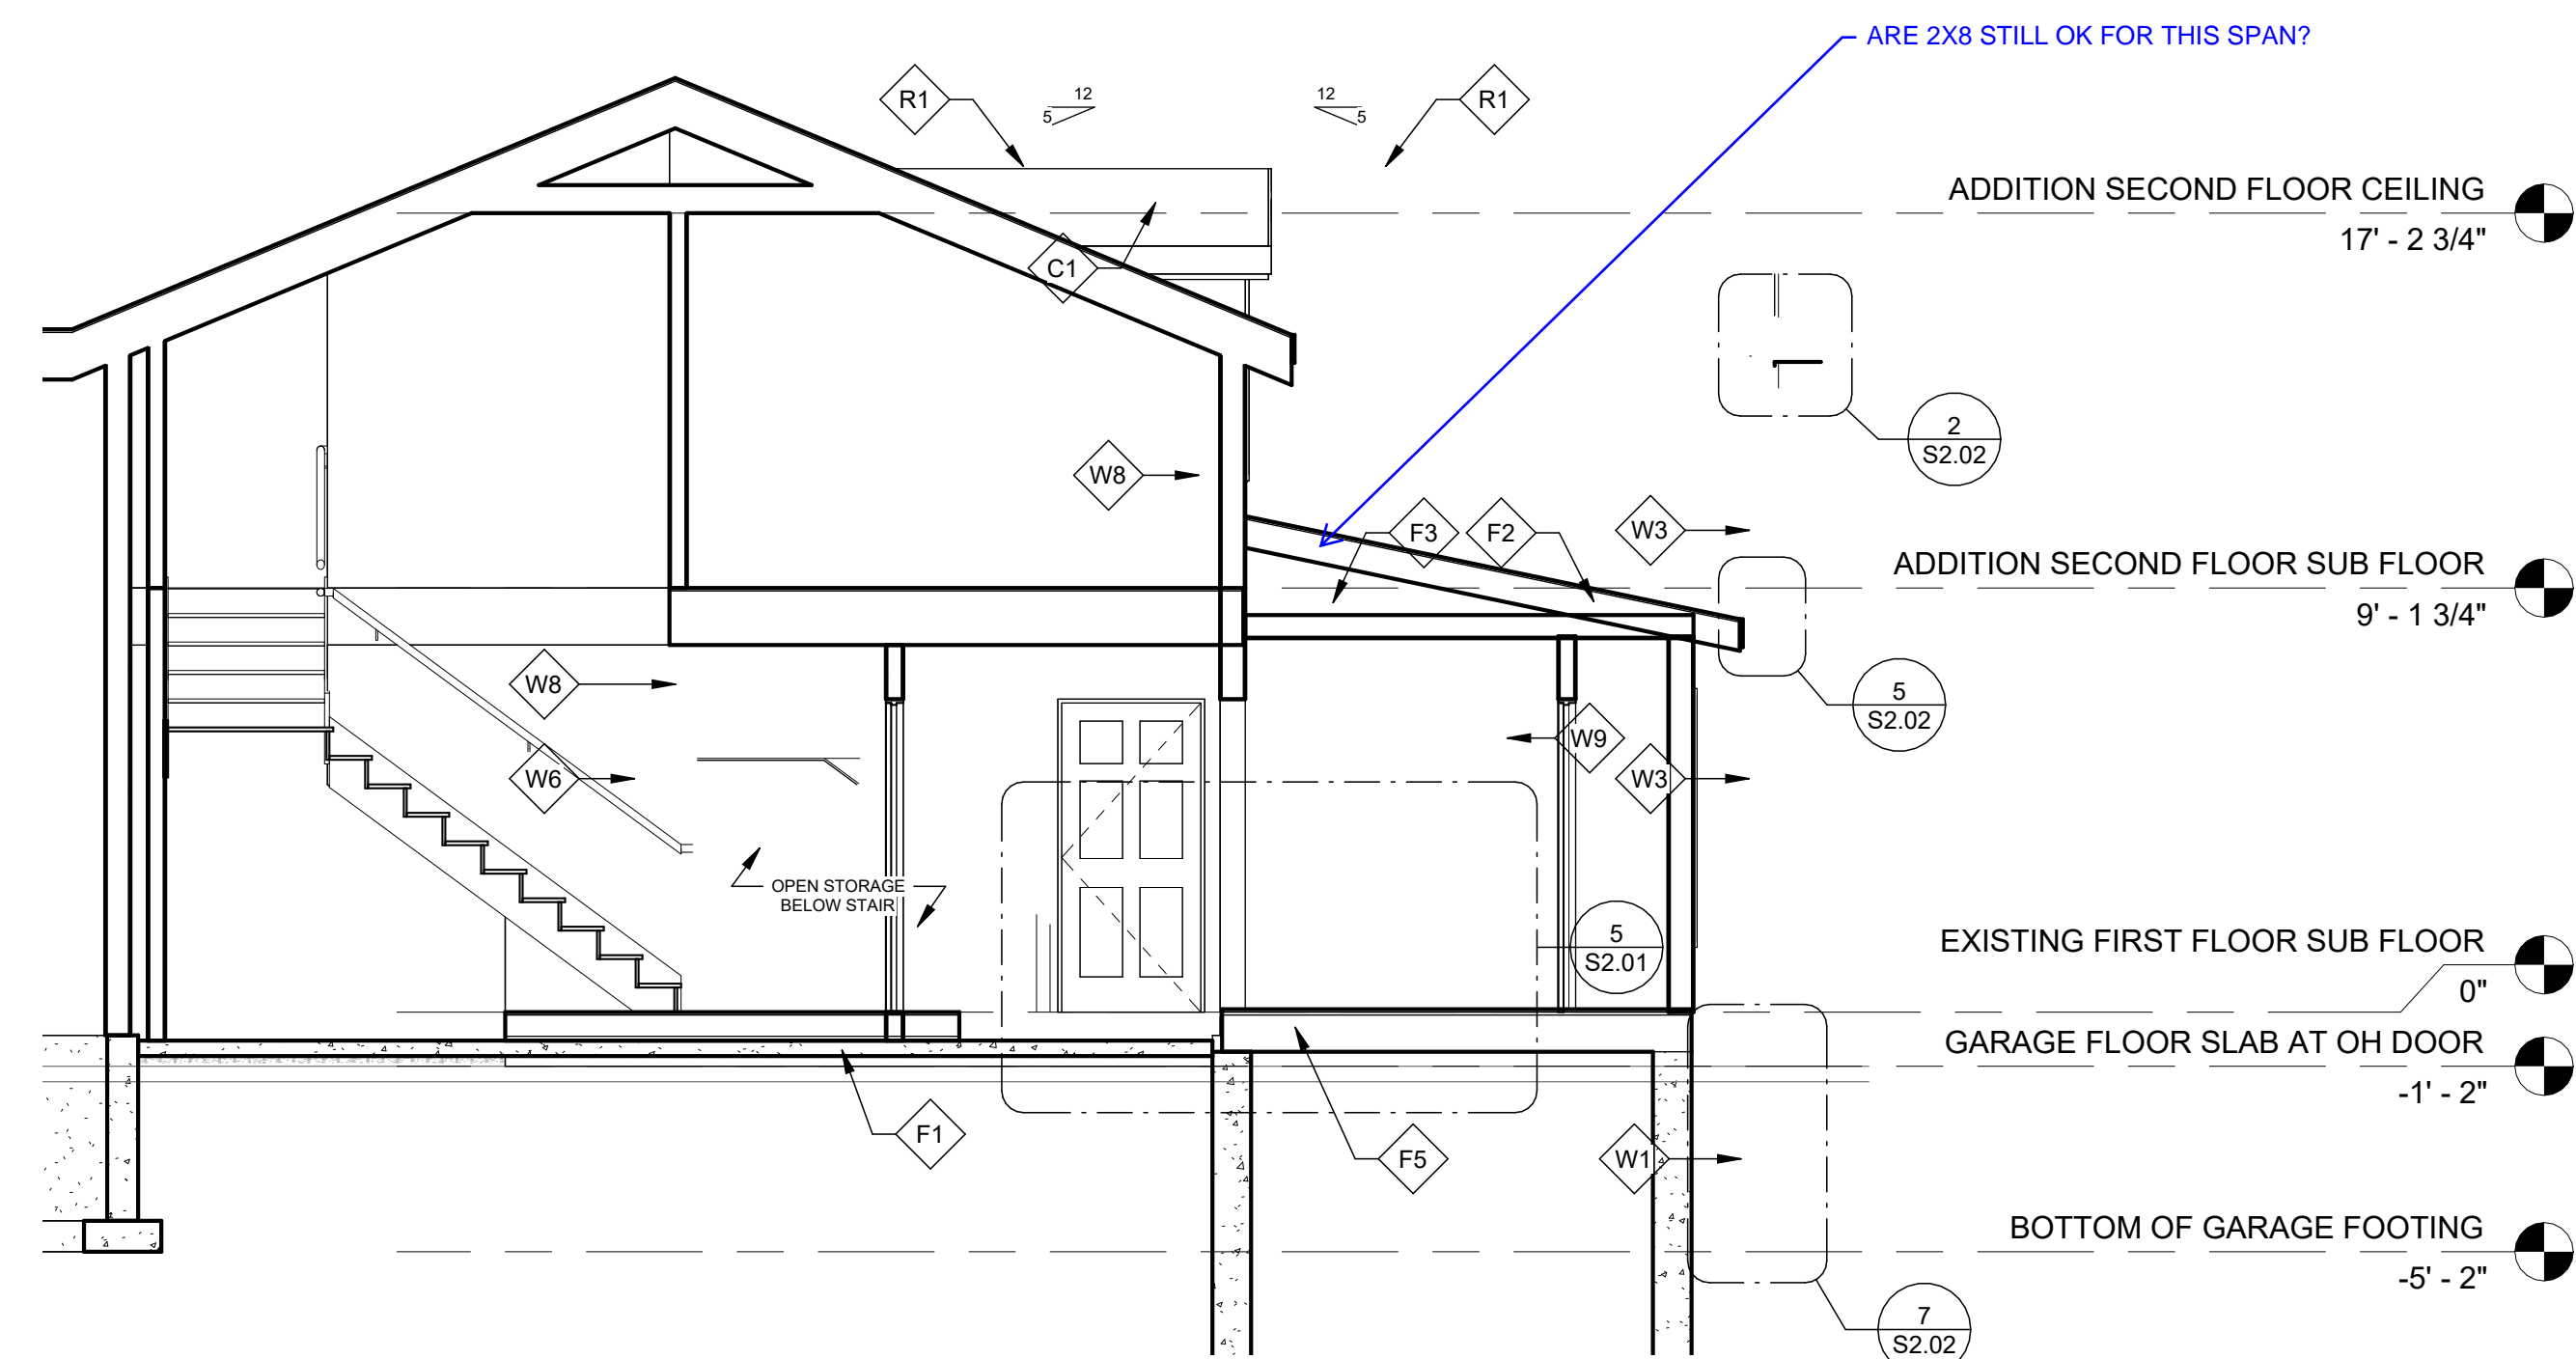 ARE 2X8 STILL OK FOR THIS SPAN?
R1
12
5
12
5
R1
ADDITION SECOND FLOOR CEILING
17' - 2 3/4"
C1
2
S2.02
W8
F3
F2
W3
ADDITION SECOND FLOOR SUB FLOOR
9' - 1 3/4"
W8
5
S2.02
W9
W6
W3
OPEN STORAGE
BELOW STAIR
5
S2.01
EXISTING FIRST FLOOR SUB FLOOR
0"
GARAGE FLOOR SLAB AT OH DOOR
-1' - 2"
F1
F5
W1
BOTTOM OF GARAGE FOOTING
-5' - 2"
7
S2.02